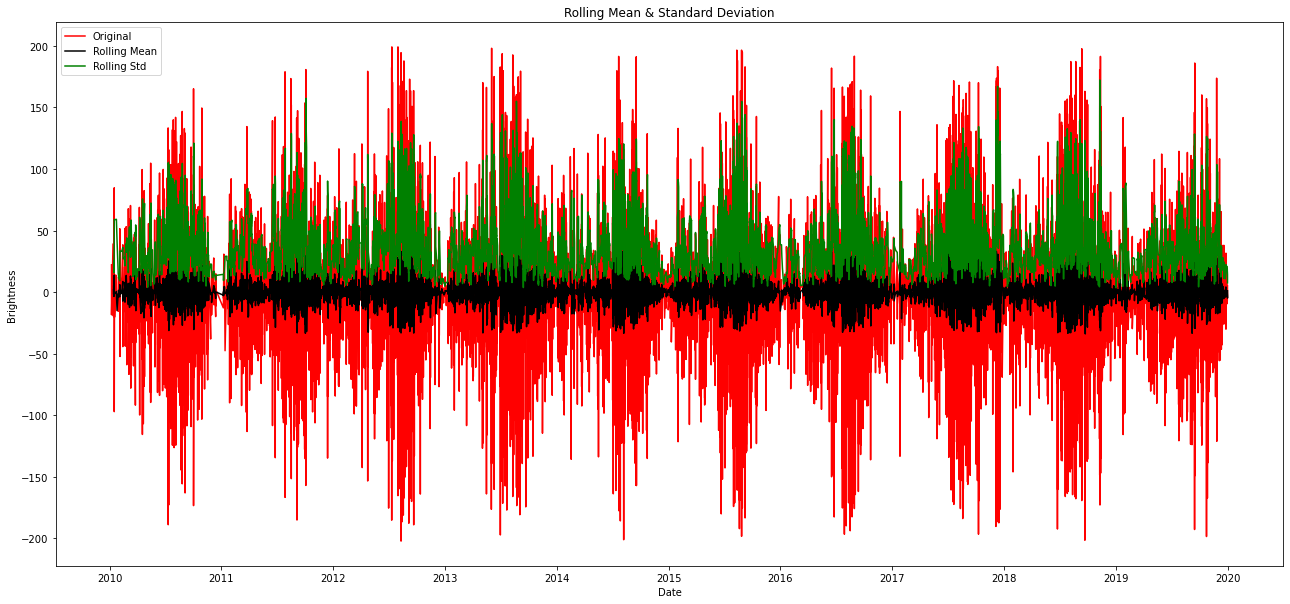 Rolling Mean & Standard Deviation
Original
Rolling Mean
Rolling Std
200
150
100
50
0
−50
−100
−150
−200
Brightness
2010 2011 2012 2013 2014 2015 2016 2017 2018 2019 2020
Date